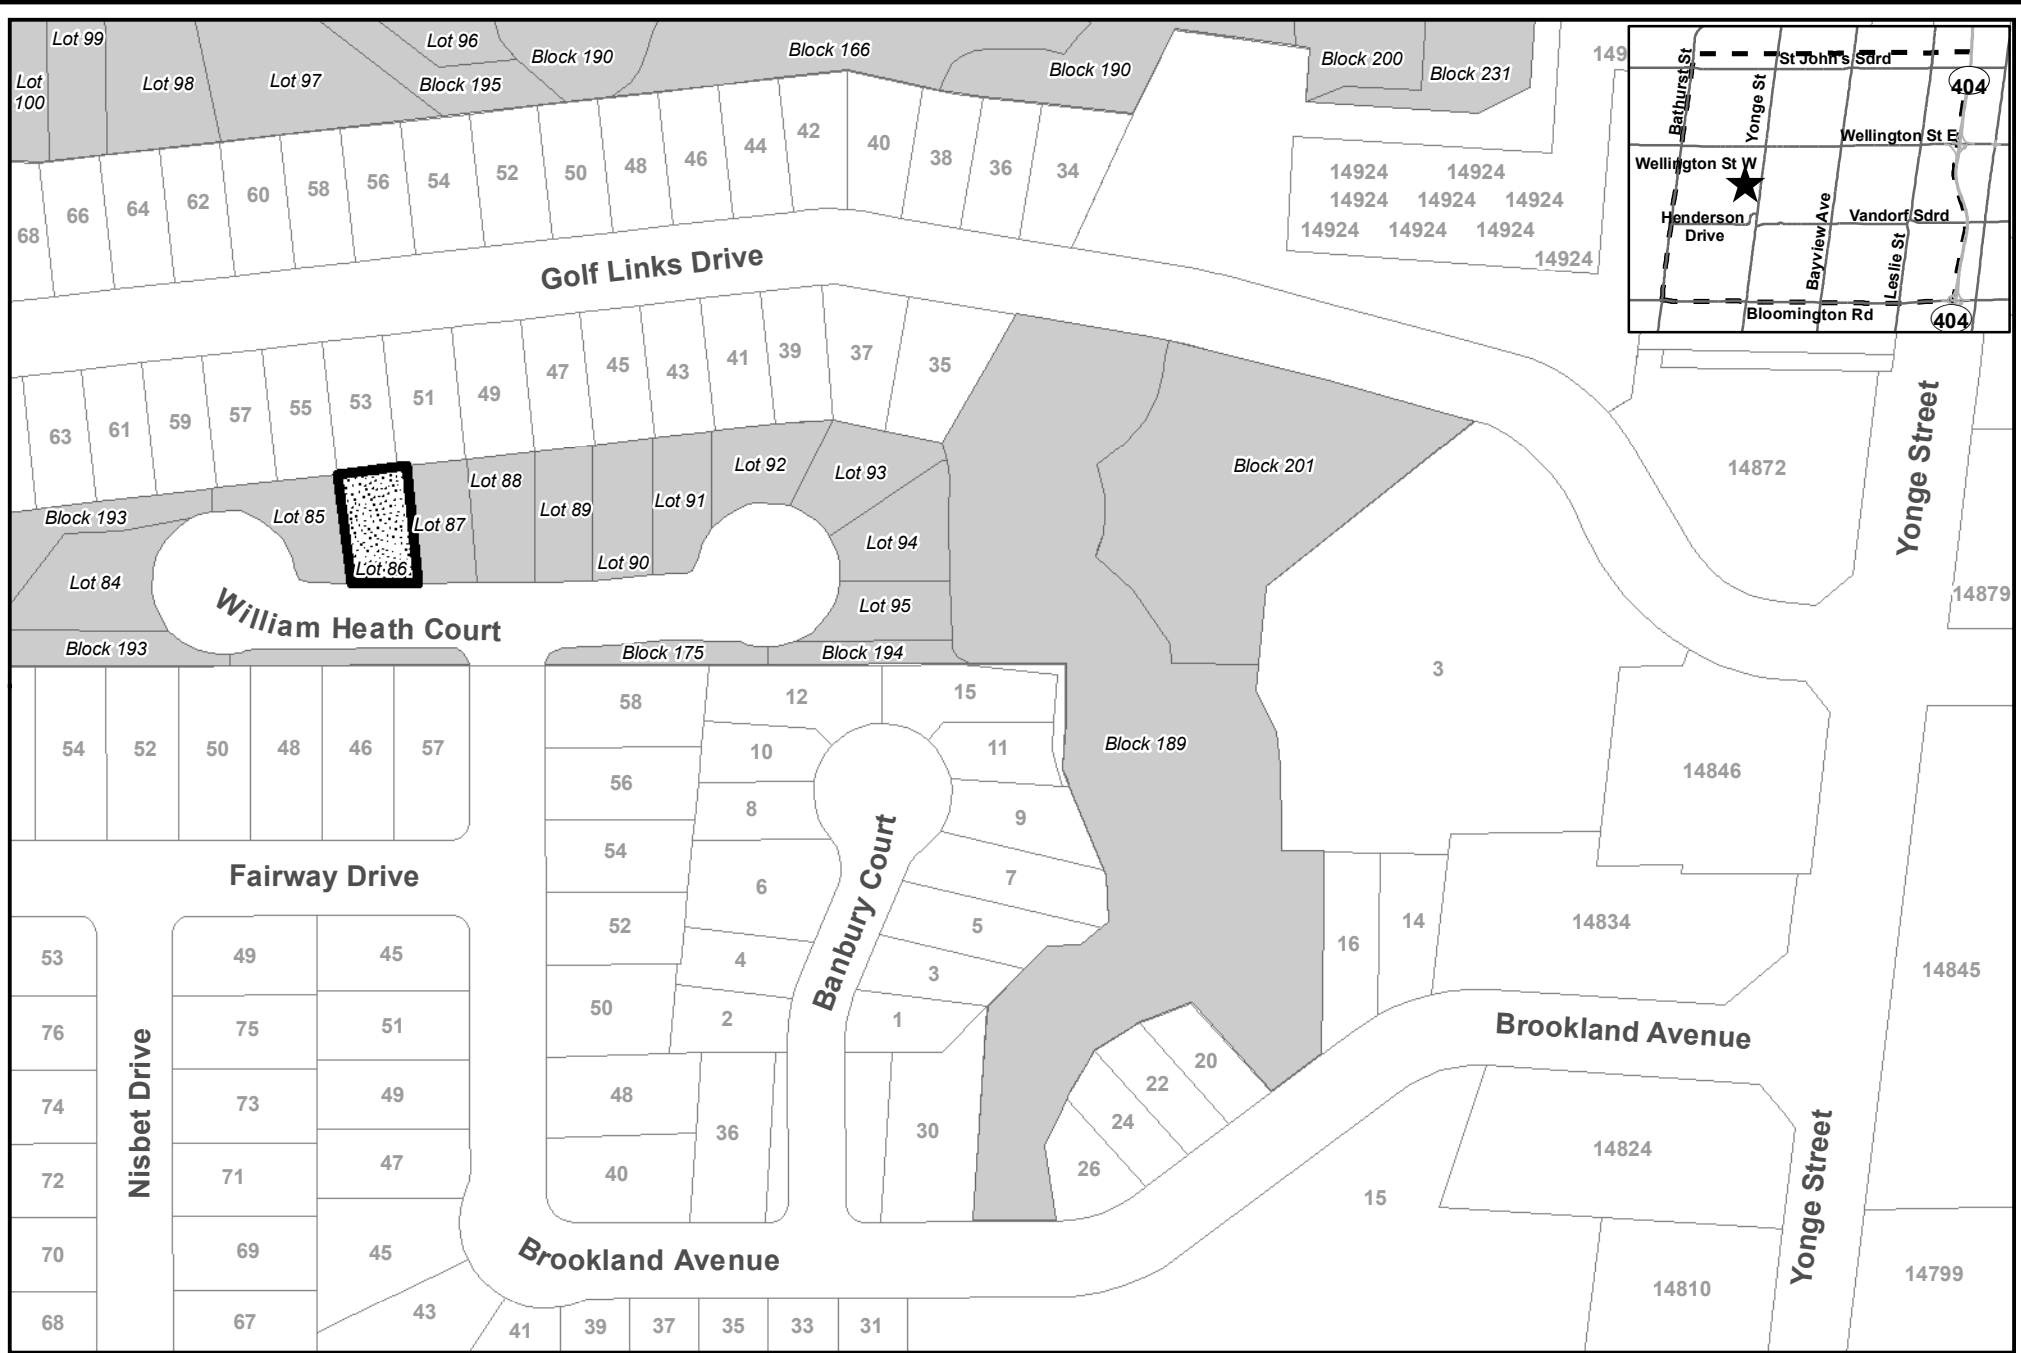 Lot 99
Lot 96
Block 190
Block 166
Block 190
Block 200
Block 231
149
Lot
100
Lot 98
Lot 97
Block 195
68
66
64
62
60
58
56
54
52
50
48
46
44
42
40
38
36
34
14924
14924
14924
14924
14924
14924
14924
14924
14924
Bathurst St
St John's Sdrd
404
Yonge St
Wellington St E
Wellington St W
Henderson
Drive
Bayview Ave
Vandorf Sdrd
Leslie St
Bloomington Rd
404
Golf Links Drive
63
61
59
57
55
53
51
49
47
45
43
41
39
37
35
Block 201
14872
Yonge Street
14879
Block 193
Lot 85
Lot 86
Lot 87
Lot 88
Lot 89
Lot 90
Lot 91
Lot 92
Lot 93
Lot 94
Lot 95
Lot 84
William Heath Court
Block 193
Block 175
Block 194
54
52
50
48
46
57
58
12
15
10
11
56
8
9
54
6
7
52
5
4
3
50
2
1
Block 189
3
14846
Fairway Drive
Banbury Court
16
14
14834
14845
53
49
45
76
75
51
74
73
49
72
71
47
70
69
45
68
67
43
Nisbet Drive
48
36
30
40
20
22
24
26
Brookland Avenue
15
14824
Yonge Street
14810
14799
Brookland Avenue
41
39
37
35
33
31